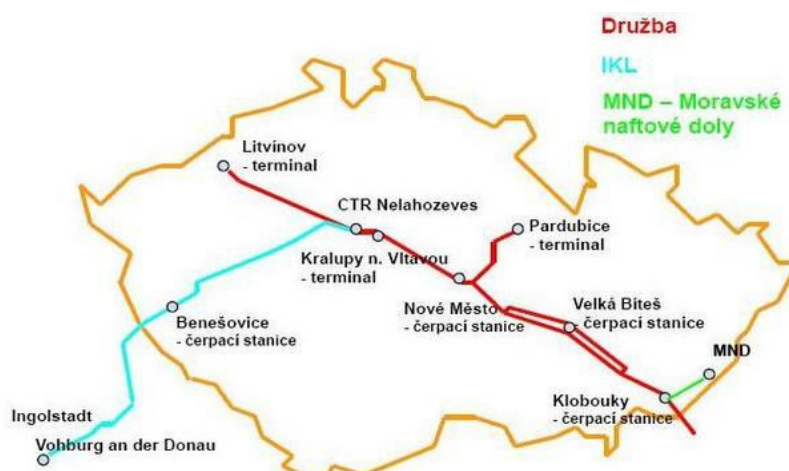 Družba
IKL
MND – Moravské
naftové doly
Litvínov
- terminal
CTR Nelahozeves
Pardubice
- terminal
Kralupy n. Vltavou
- terminal
Nové Město
- čerpací stanice
Velká Bíteš
- čerpací stanice
Benešovice
- čerpací stanice
MND
Klobouky
- čerpací stanice
Ingolstadt
Vohburg an der Donau